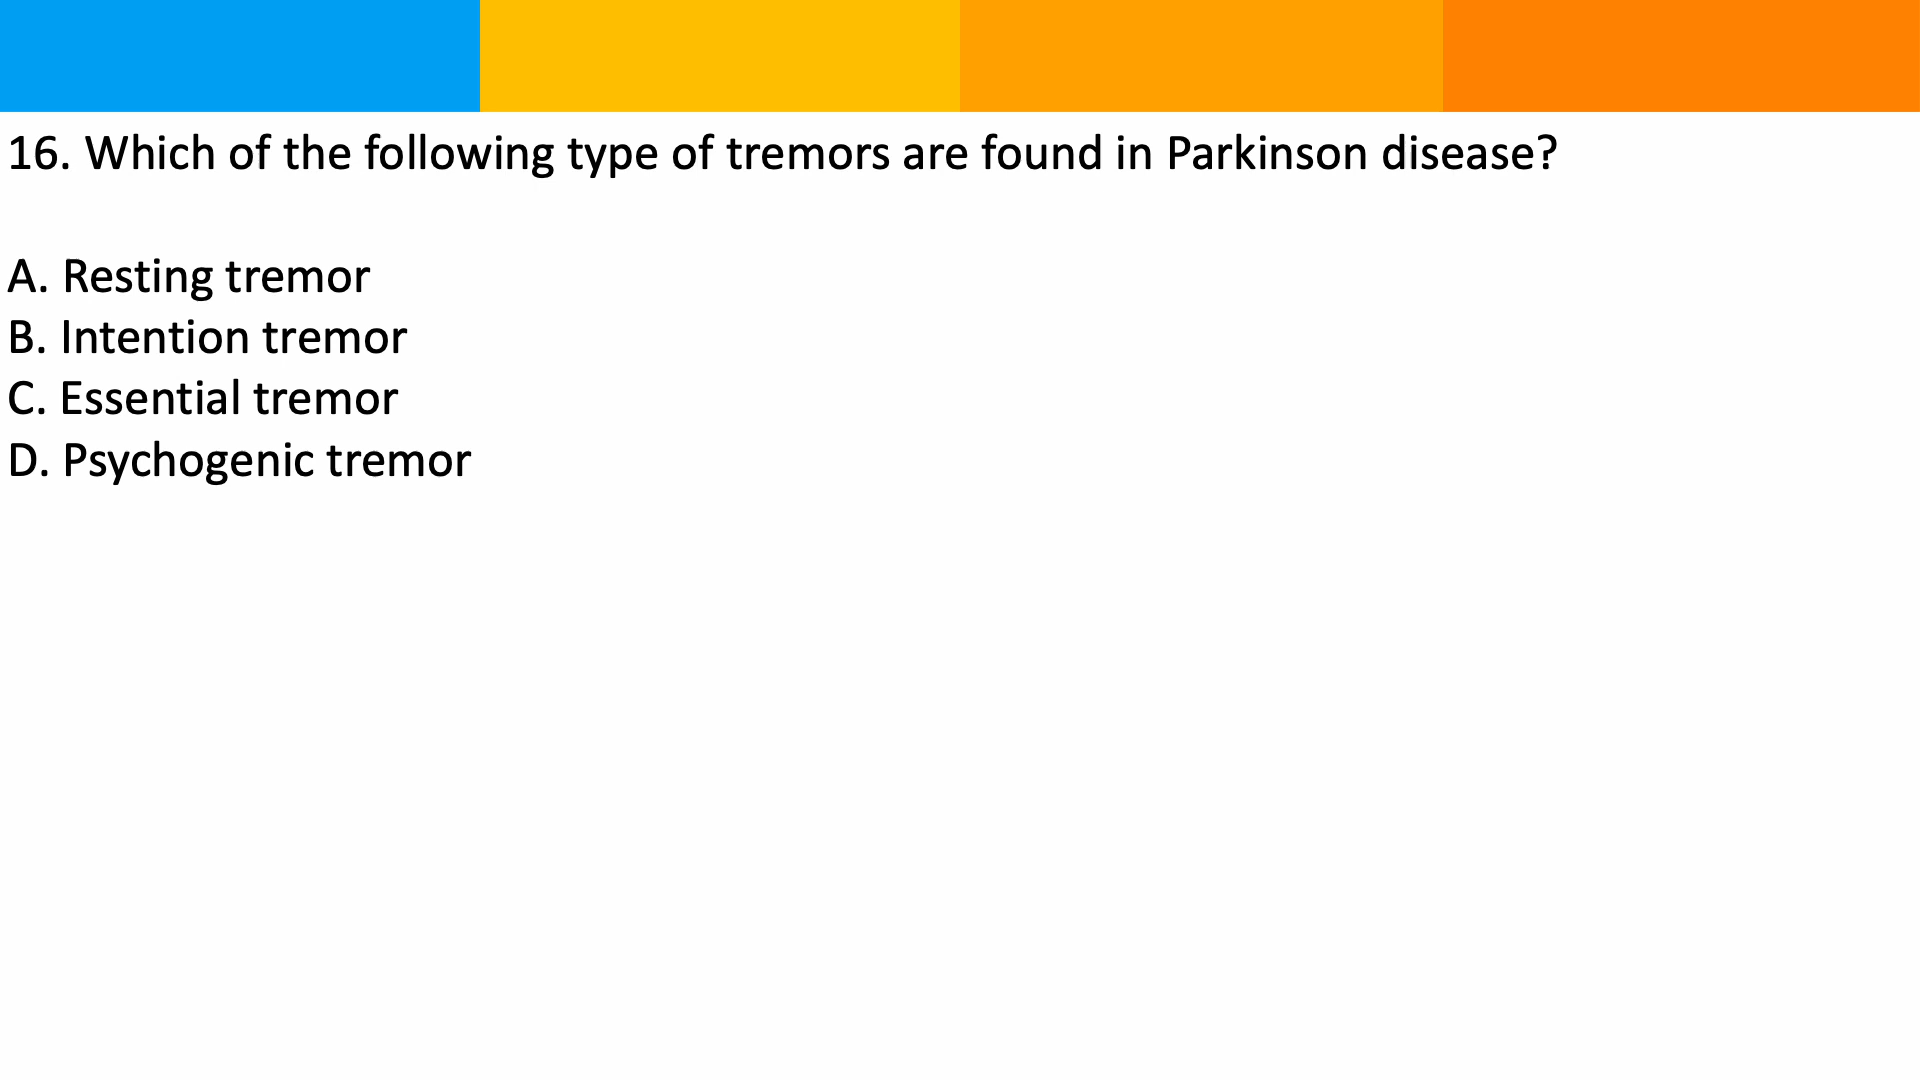 16. Which of the following type of tremors are found in Parkinson disease?
A. Resting tremor
B. Intention tremor
C. Essential tremor
D. Psychogenic tremor